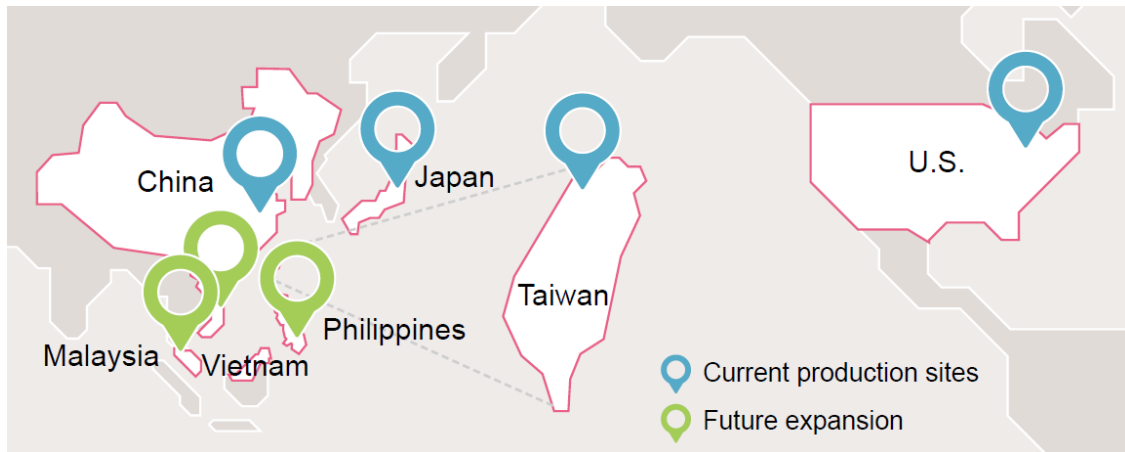 China
Japan
U.S.
Taiwan
Philippines
Malaysia
Vietnam
Current production sites
Future expansion